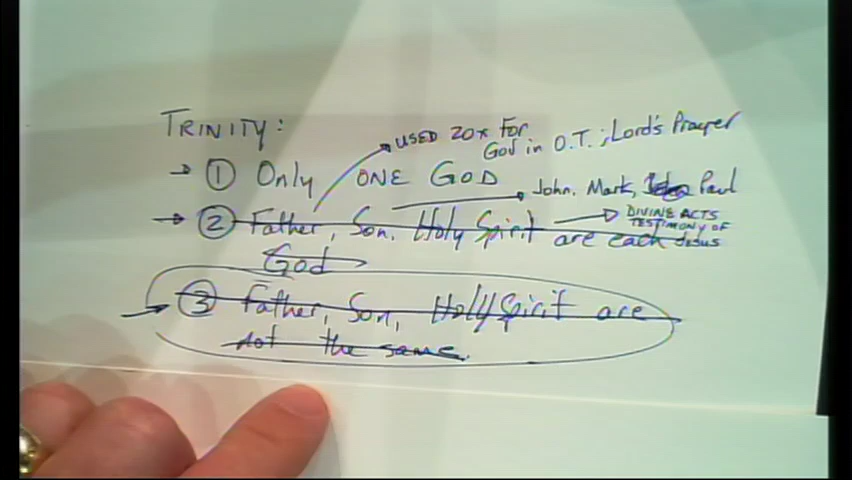 TRINITY:
USED 20x For
God in O.T.; Lord's Prayer
→ ① Only ONE GOD
John, Mark, Paul
→ ② Father, Son, Holy Spirit are each
God
DIVINE ACTS
TESTIMONY OF
Jesus
→ ③ Father, Son, Holy Spirit are
not the same.